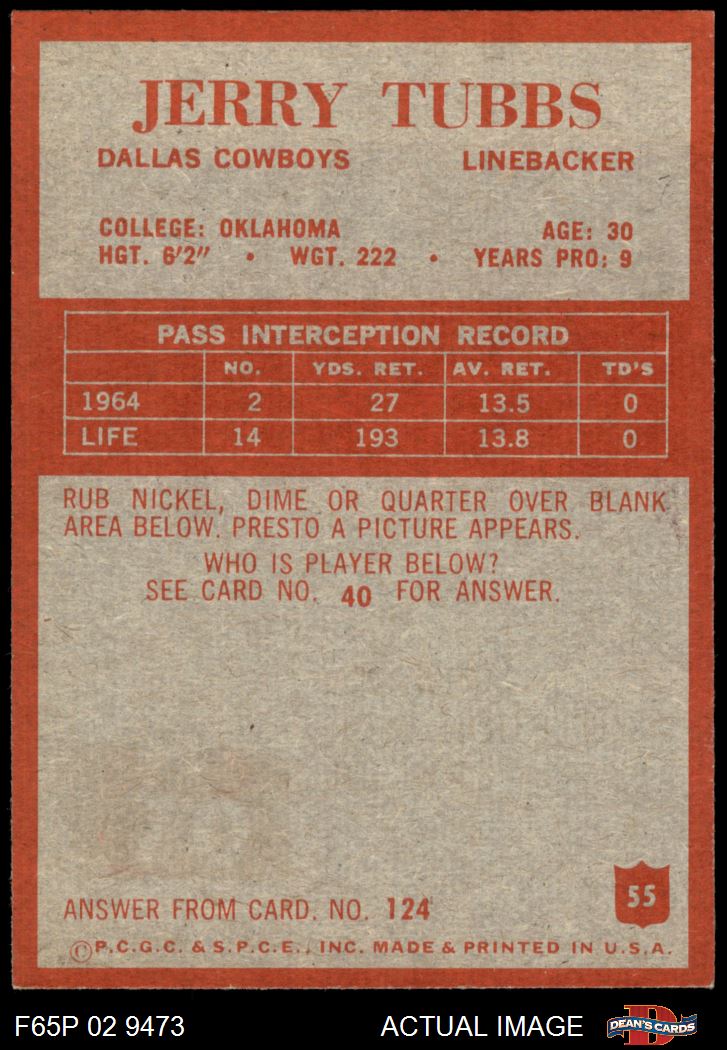 JERRY TUBBS
DALLAS COWBOYS LINEBACKER
COLLEGE: OKLAHOMA AGE: 30
HGT. 6'2" • WGT. 222 • YEARS PRO: 9
PASS INTERCEPTION RECORD
NO. YDS. RET. AV. RET. TD'S
1964 2 27 13.5 0
LIFE 14 193 13.8 0
RUB NICKEL, DIME OR QUARTER OVER BLANK
AREA BELOW. PRESTO A PICTURE APPEARS.
WHO IS PLAYER BELOW?
SEE CARD NO. 40 FOR ANSWER.
55
ANSWER FROM CARD. NO. 124
©P.C.G.C. & S.P.C.E., INC. MADE & PRINTED IN U.S.A.
F65P 02 9473 ACTUAL IMAGE D DEAN'S CARDS